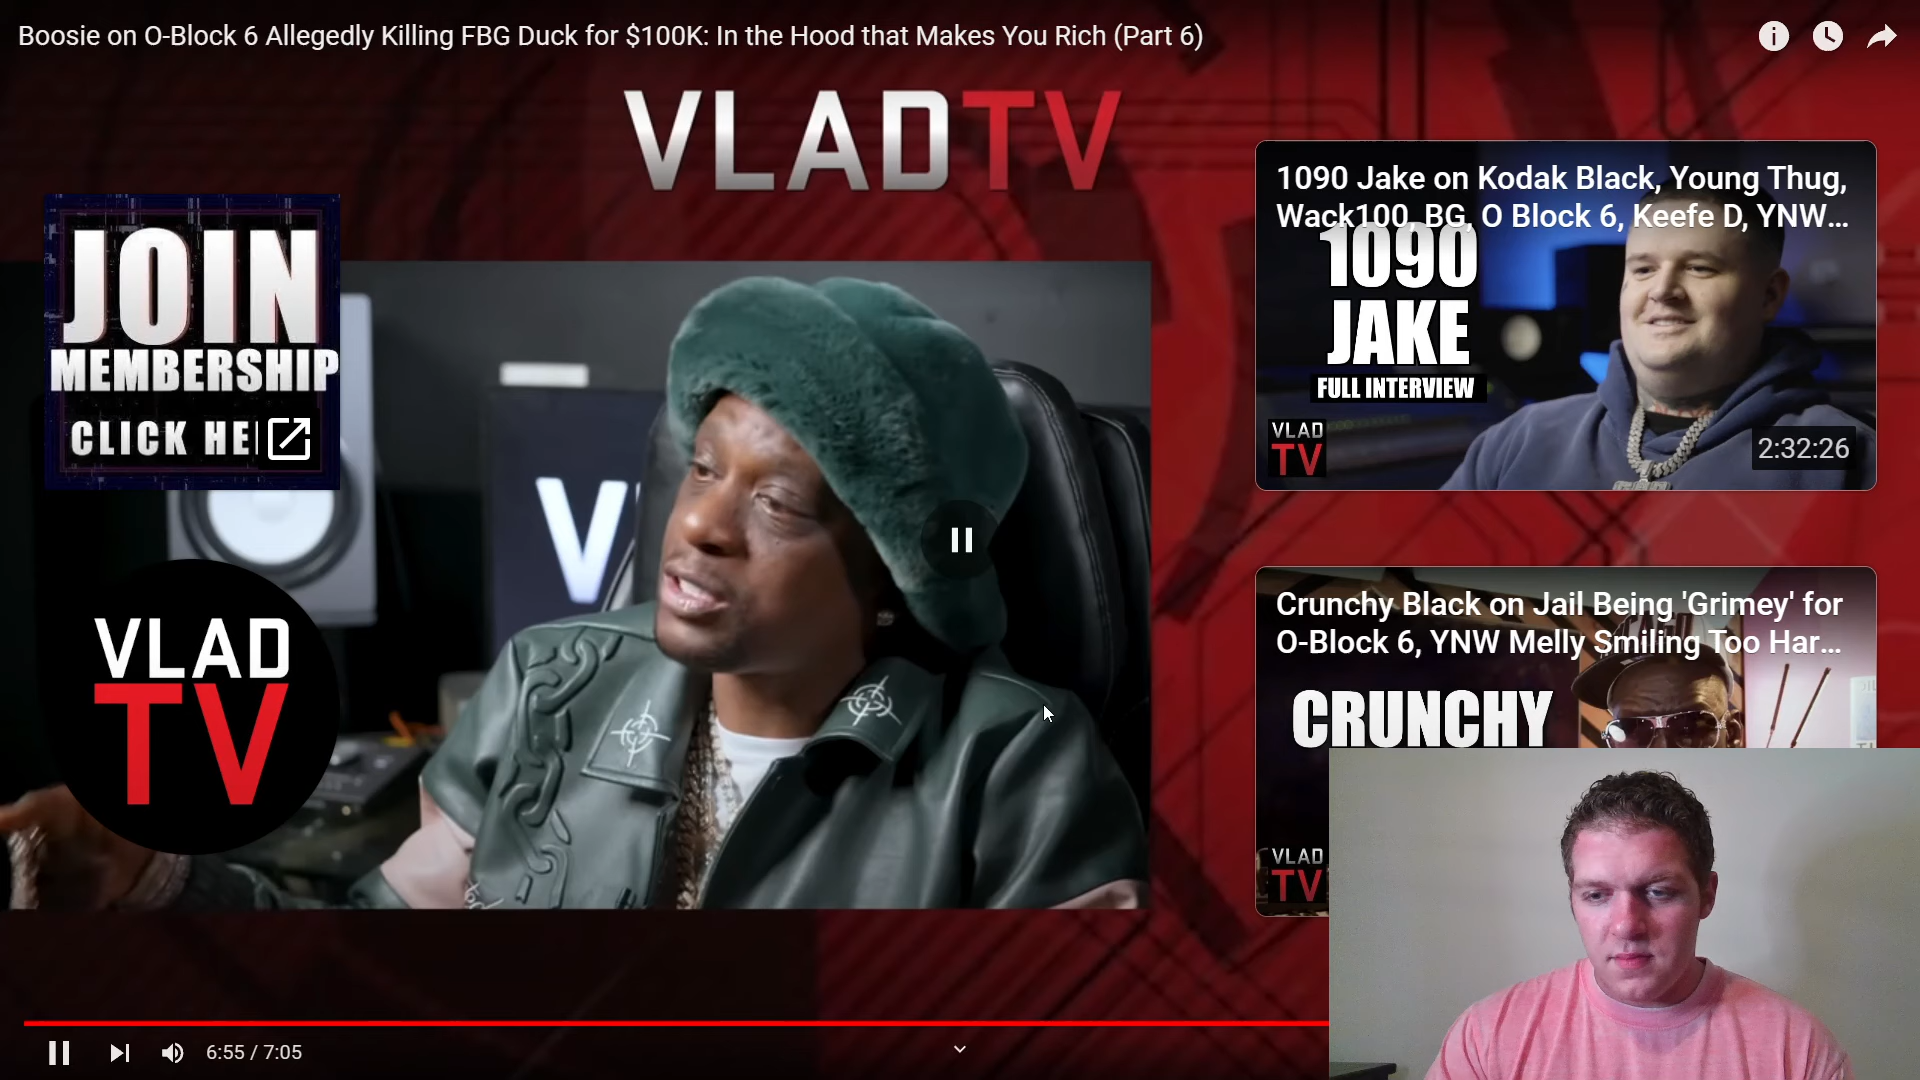 Boosie on O-Block 6 Allegedly Killing FBG Duck for $100K: In the Hood that Makes You Rich (Part 6)
VLADTV
JOIN
MEMBERSHIP
CLICK HE
V
VLAD
TV
1090 Jake on Kodak Black, Young Thug,
Wack100, BG, O Block 6, Keefe D, YNW...
1090
JAKE
FULL INTERVIEW
VLAD
TV
2:32:26
Crunchy Black on Jail Being 'Grimey' for
O-Block 6, YNW Melly Smiling Too Har...
CRUNCHY
VLAD
TV
6:55 / 7:05